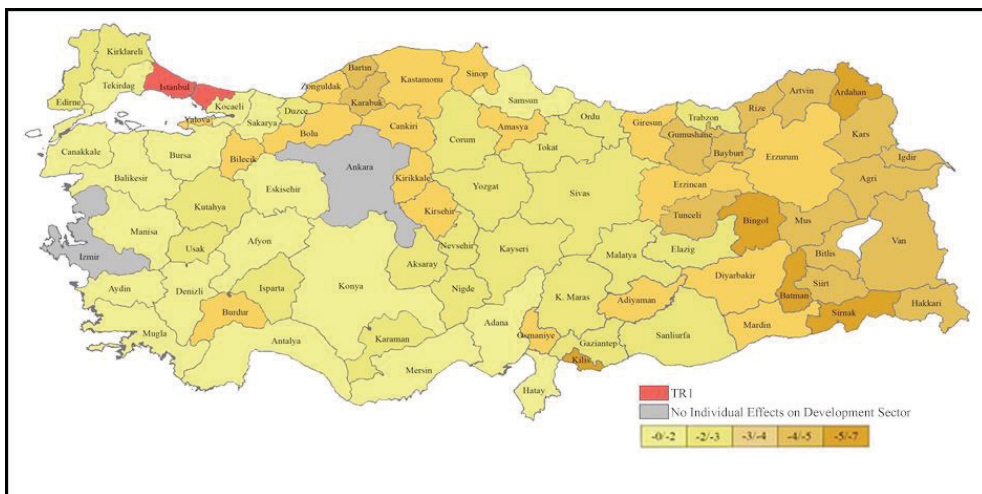 Kirklareli
Tekirdag
Edirne
Istanbul
Kocaeli
Yalova
Sakarya
Duzce
Zonguldak
Bartin
Karabuk
Kastamonu
Sinop
Bolu
Cankiri
Samsun
Ordu
Giresun
Trabzon
Rize
Artvin
Ardahan
Canakkale
Bursa
Bilecik
Ankara
Corum
Amasya
Tokat
Gumushane
Bayburt
Erzurum
Kars
Igdir
Balikesir
Eskisehir
Kirikkale
Yozgat
Sivas
Erzincan
Agri
Kutahya
Kirsehir
Tunceli
Bingol
Mus
Manisa
Usak
Afyon
Nevsehir
Kayseri
Malatya
Elazig
Bitlis
Van
Izmir
Aksaray
Diyarbakir
Siirt
Aydin
Denizli
Isparta
Konya
Nigde
K. Maras
Adiyaman
Batman
Sirnak
Hakkari
Burdur
Mardin
Mugla
Antalya
Karaman
Mersin
Adana
Osmaniye
Gaziantep
Sanliurfa
Kilis
Hatay
TR1
No Individual Effects on Development Sector
-0/-2 -2/-3 -3/-4 -4/-5 -5/-7